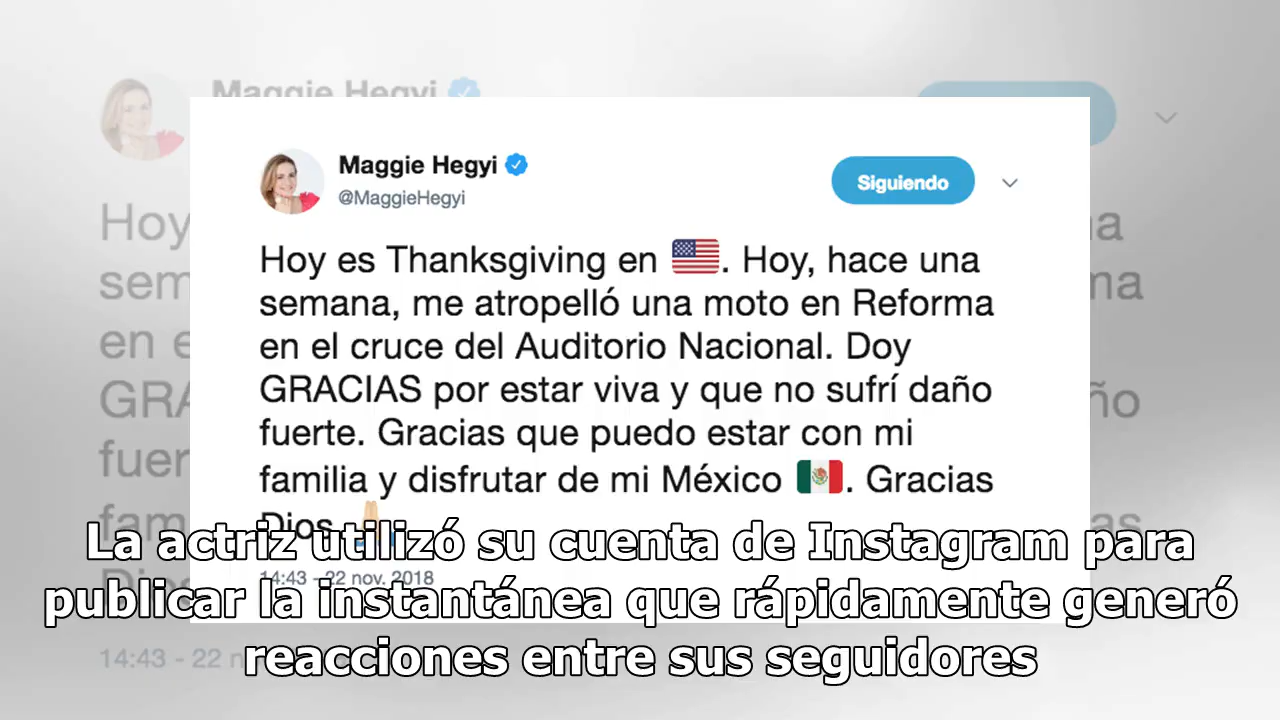 Maggie Hegyi
@MaggieHegyi
Siguiendo
Hoy es Thanksgiving en 🇺🇸. Hoy, hace una
semana, me atropelló una moto en Reforma
en el cruce del Auditorio Nacional. Doy
GRACIAS por estar viva y que no sufrí daño
fuerte. Gracias que puedo estar con mi
familia y disfrutar de mi México 🇲🇽. Gracias
Dios. 🙏🏼
14:43 - 22 nov. 2018
La actriz utilizó su cuenta de Instagram para
publicar la instantánea que rápidamente generó
reacciones entre sus seguidores